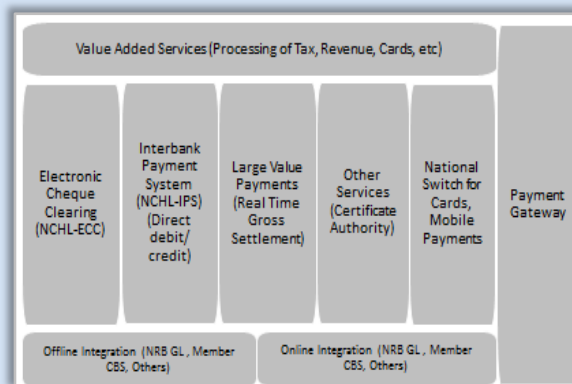 Value Added Services (Processing of Tax, Revenue, Cards, etc)
Electronic
Cheque
Clearing
(NCHL-ECC)
Interbank
Payment
System
(NCHL-IPS)
(Direct
debit/
credit)
Large Value
Payments
(Real Time
Gross
Settlement)
Other
Services
(Certificate
Authority)
National
Switch for
Cards,
Mobile
Payments
Payment
Gateway
Offline Integration (NRB GL , Member
CBS, Others)
Online Integration (NRB GL , Member
CBS, Others)